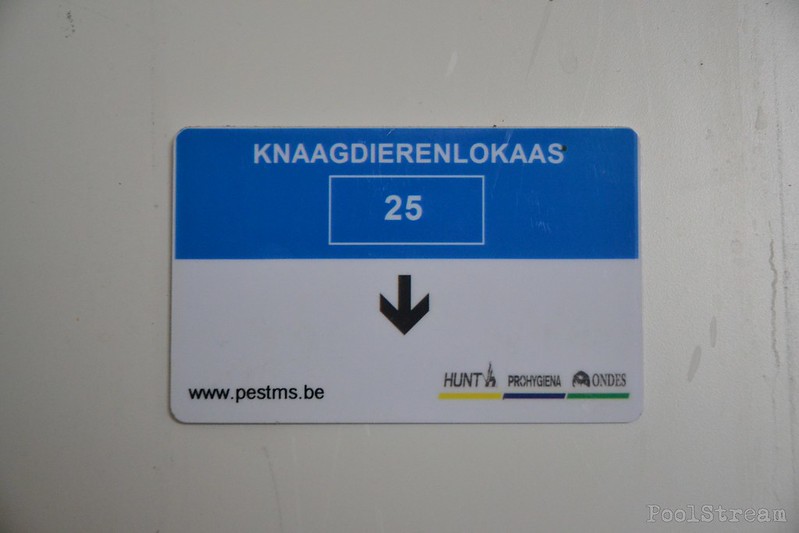 KNAAGDIERENLOKAAS
25
www.pestms.be
HUNT PROHYGIENA ONDES
PoolStream